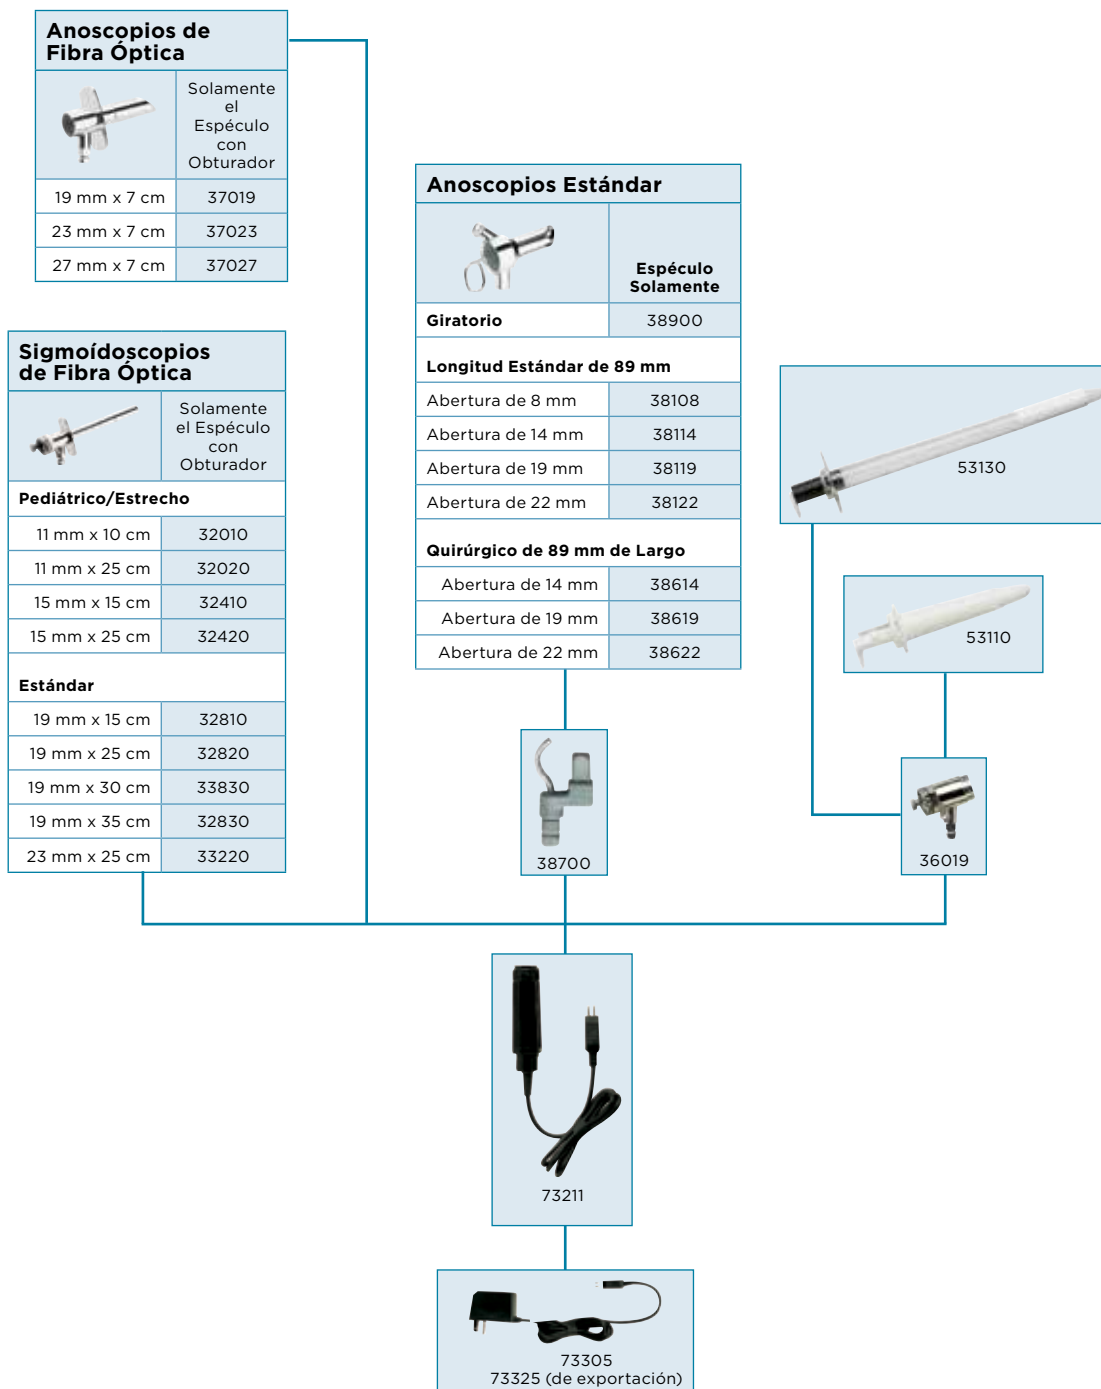 Anoscopios de
Fibra Óptica
Solamente
el
Espéculo
con
Obturador
19 mm x 7 cm 37019
23 mm x 7 cm 37023
27 mm x 7 cm 37027
Sigmoídoscopios
de Fibra Óptica
Solamente
el Espéculo
con
Obturador
Pediátrico/Estrecho
11 mm x 10 cm 32010
11 mm x 25 cm 32020
15 mm x 15 cm 32410
15 mm x 25 cm 32420
Estándar
19 mm x 15 cm 32810
19 mm x 25 cm 32820
19 mm x 30 cm 33830
19 mm x 35 cm 32830
23 mm x 25 cm 33220
Anoscopios Estándar
Espéculo
Solamente
Giratorio 38900
Longitud Estándar de 89 mm
Abertura de 8 mm 38108
Abertura de 14 mm 38114
Abertura de 19 mm 38119
Abertura de 22 mm 38122
Quirúrgico de 89 mm de Largo
Abertura de 14 mm 38614
Abertura de 19 mm 38619
Abertura de 22 mm 38622
53130
53110
38700
36019
73211
73305
73325 (de exportación)